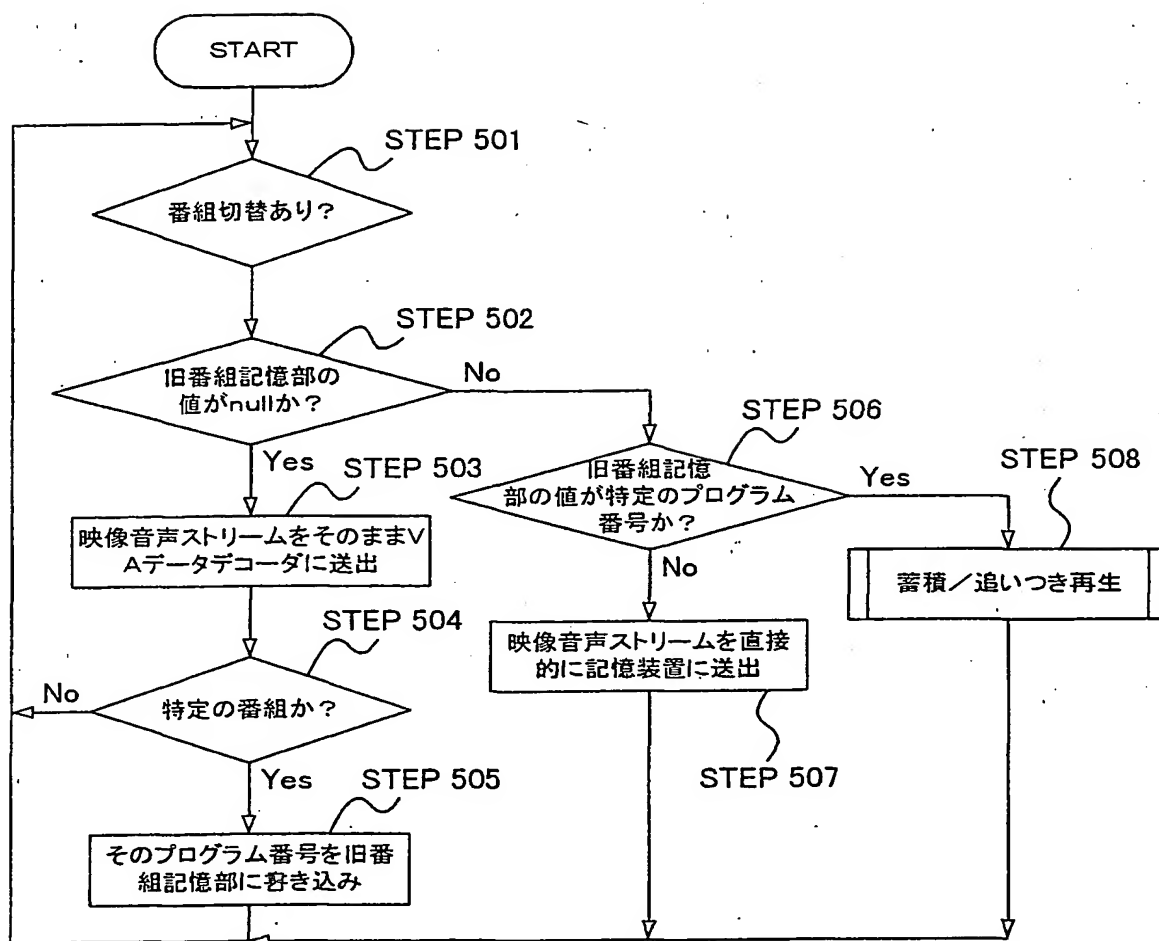 START
STEP 501
番組切替あり?
STEP 502
旧番組記憶部の
値がnullか?
No
Yes
STEP 503
映像音声ストリームをそのままV
Aデータデコーダに送出
STEP 504
No
特定の番組か?
Yes
STEP 505
そのプログラム番号を旧番
組記憶部に書き込み
STEP 506
旧番組記憶
部の値が特定のプログラム
番号か?
Yes
No
映像音声ストリームを直接
的に記憶装置に送出
STEP 507
STEP 508
蓄積/追いつき再生